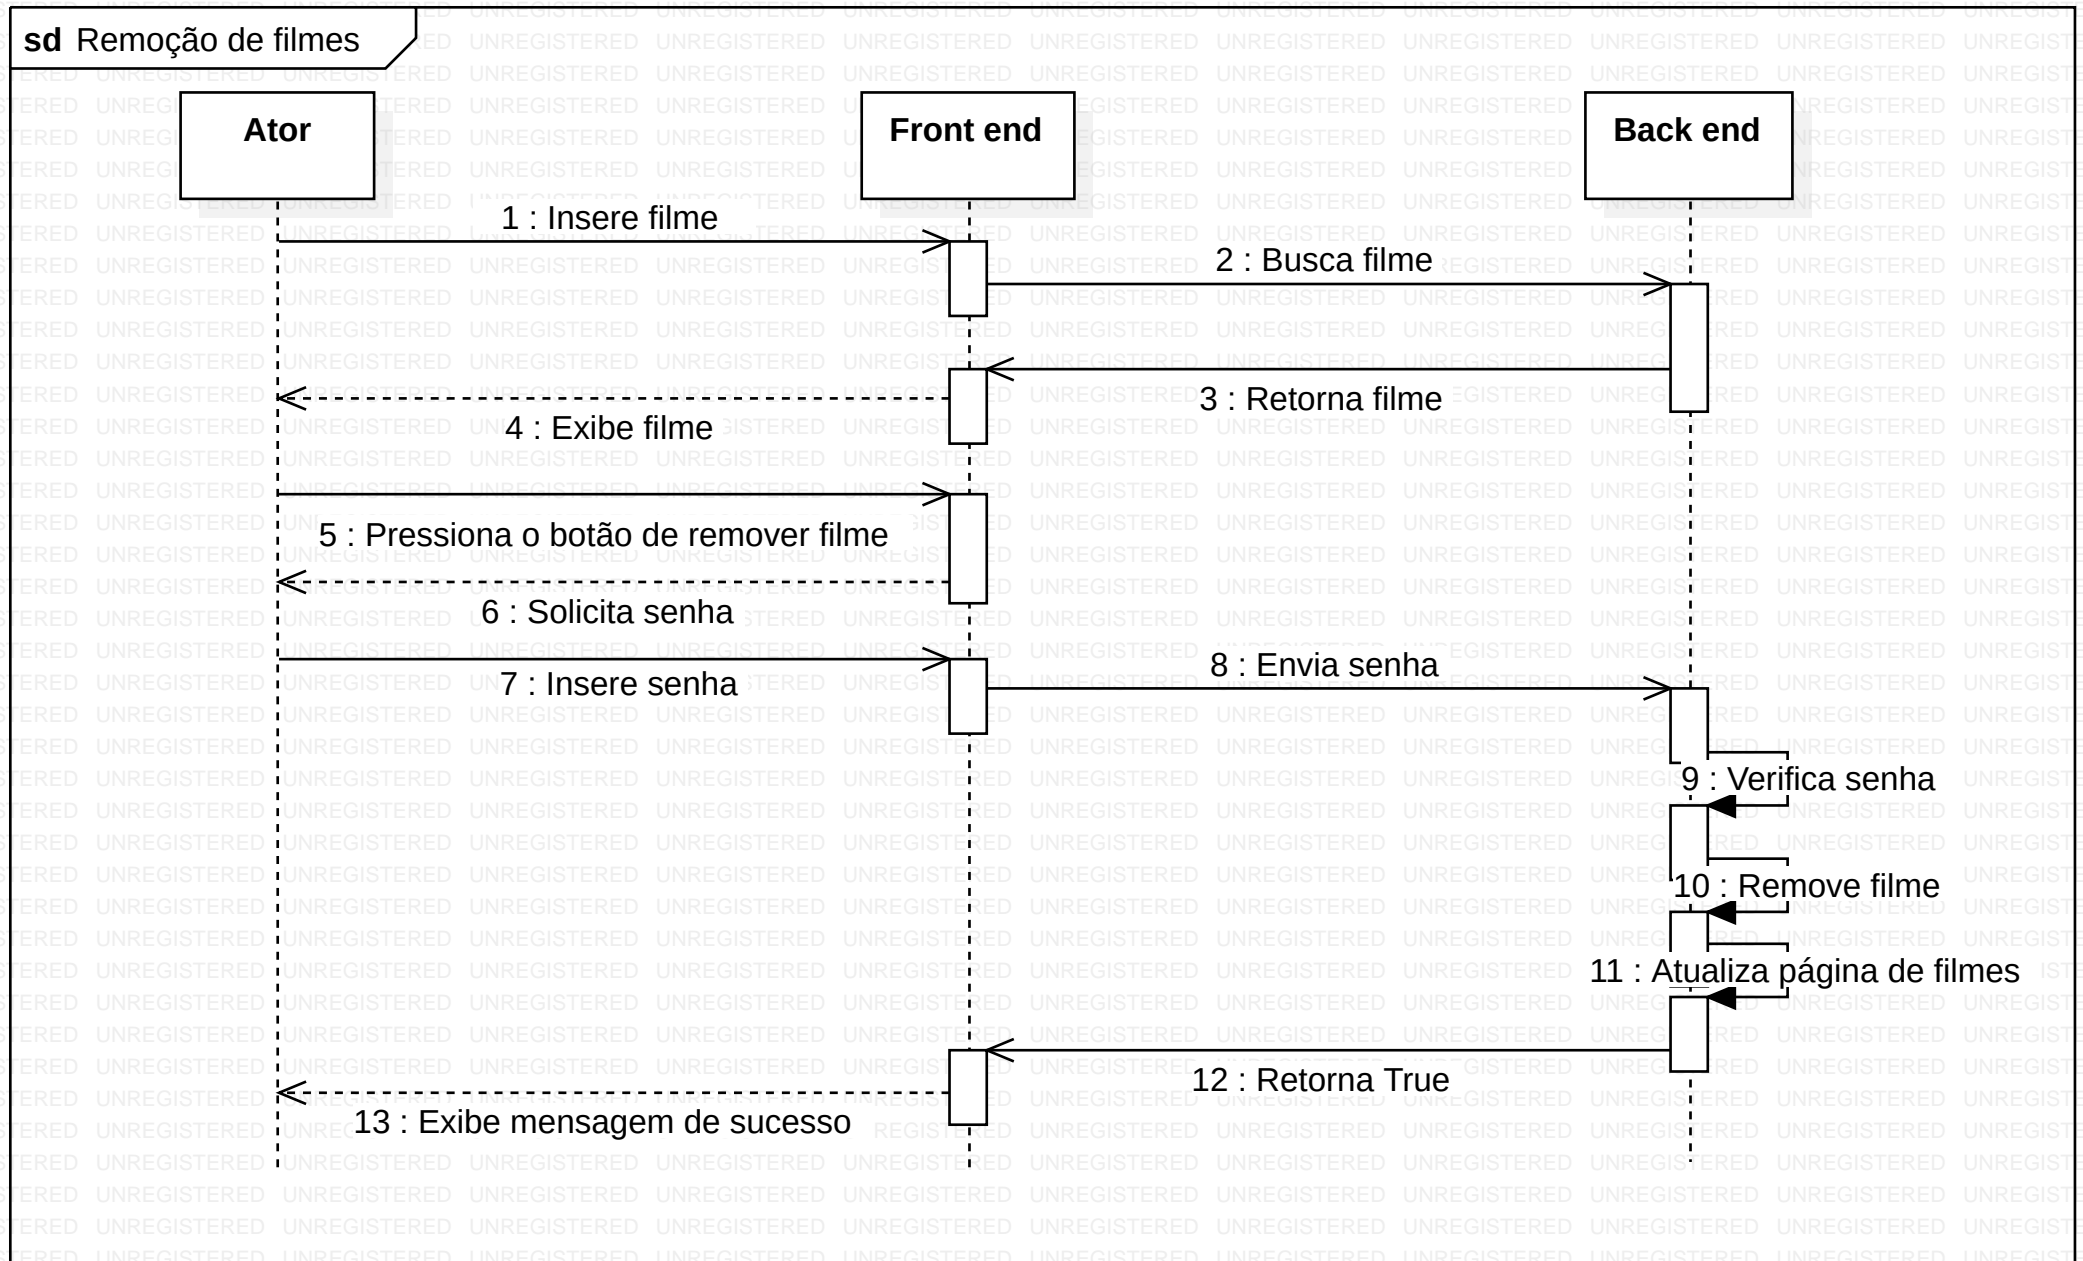 sd Remoção de filmes
Ator
Front end
Back end
1 : Insere filme
2 : Busca filme
3 : Retorna filme
4 : Exibe filme
5 : Pressiona o botão de remover filme
6 : Solicita senha
7 : Insere senha
8 : Envia senha
9 : Verifica senha
10 : Remove filme
11 : Atualiza página de filmes
12 : Retorna True
13 : Exibe mensagem de sucesso
UNREGISTERED